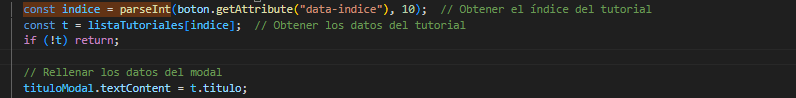 const indice = parseInt(boton.getAttribute("data-indice"), 10);  // Obtener el índice del tutorial
const t = listaTutoriales[indice];  // Obtener los datos del tutorial
if (!t) return;
// Rellenar los datos del modal
tituloModal.textContent = t.titulo;